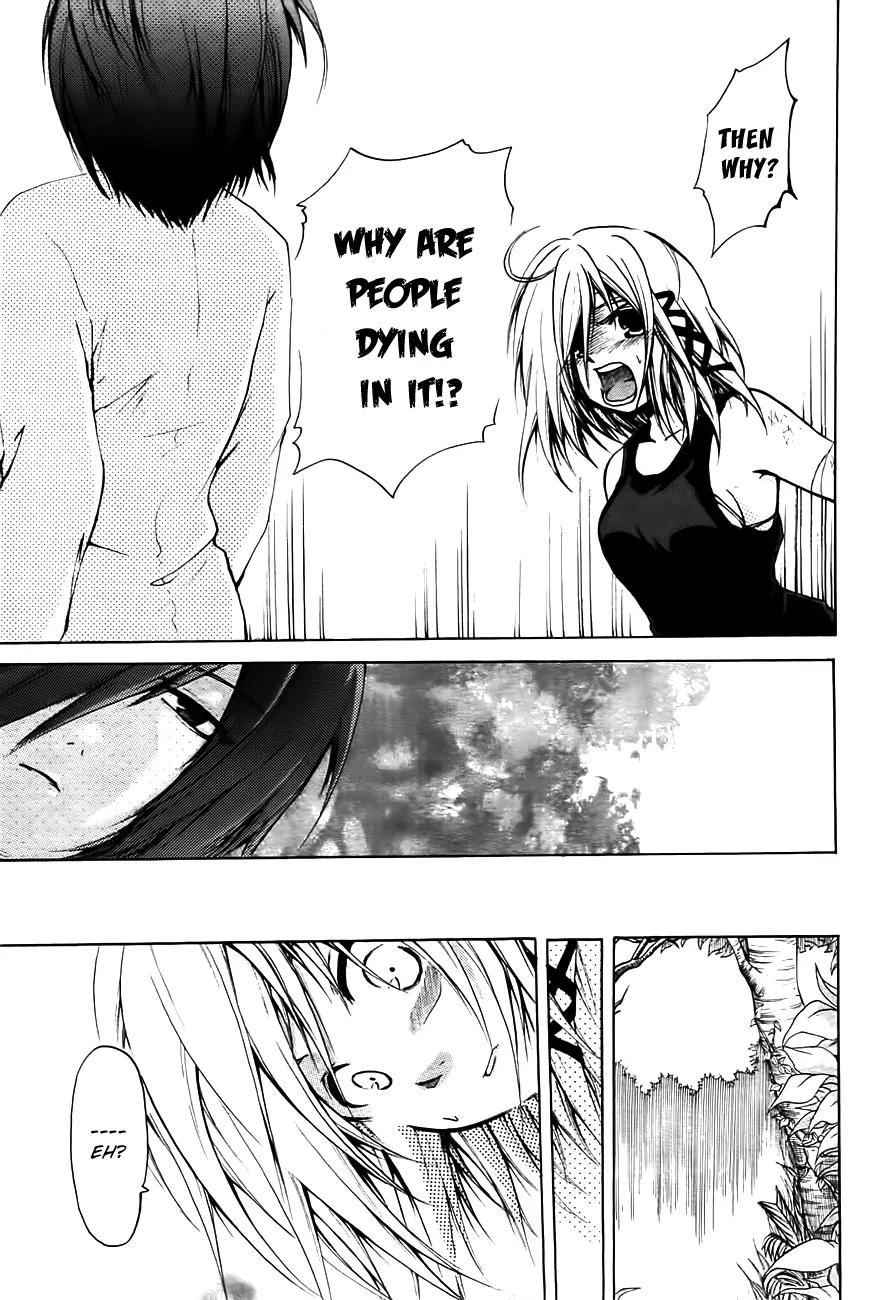 THEN
WHY?
WHY ARE
PEOPLE
DYING
IN IT!?
----
EH?